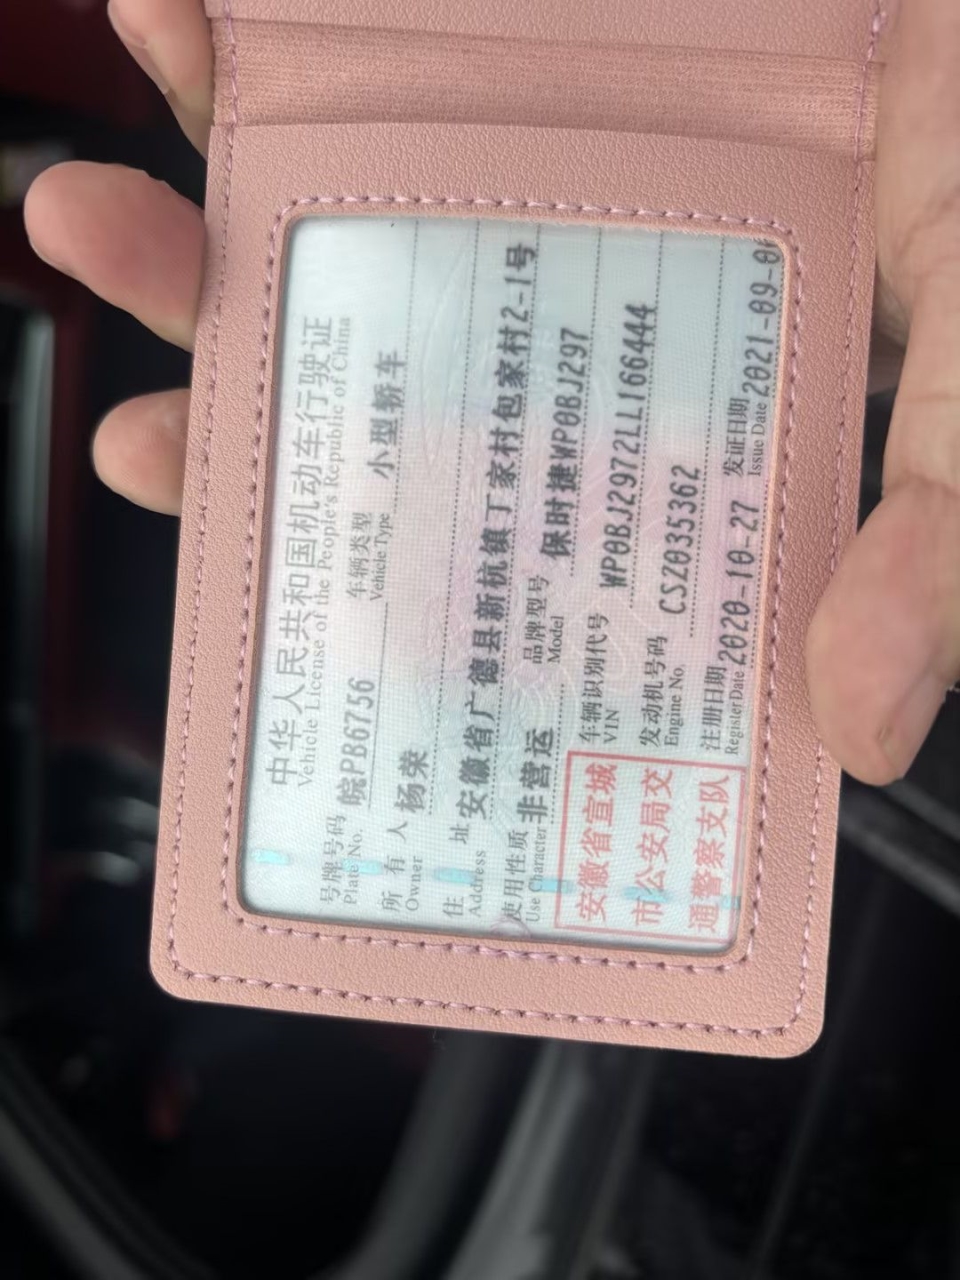 中华人民共和国机动车行驶证
Vehicle License of the People's Republic of China
号牌号码 皖PB6756 车辆类型 小型轿车
Plate No. Vehicle Type
所有人 杨荣
Owner
住址 安徽省广德县新杭镇丁家村包家村2-1号
Address
使用性质 非营运 品牌型号 保时捷WP0BJ297
Use Character Model
安徽省宣城
市公安局交
通警察支队
车辆识别代号 WP0BJ2972LL166444
VIN
发动机号码 CSZ035362
Engine No.
注册日期 2020-10-27 发证日期 2021-09-0
Register Date Issue Date